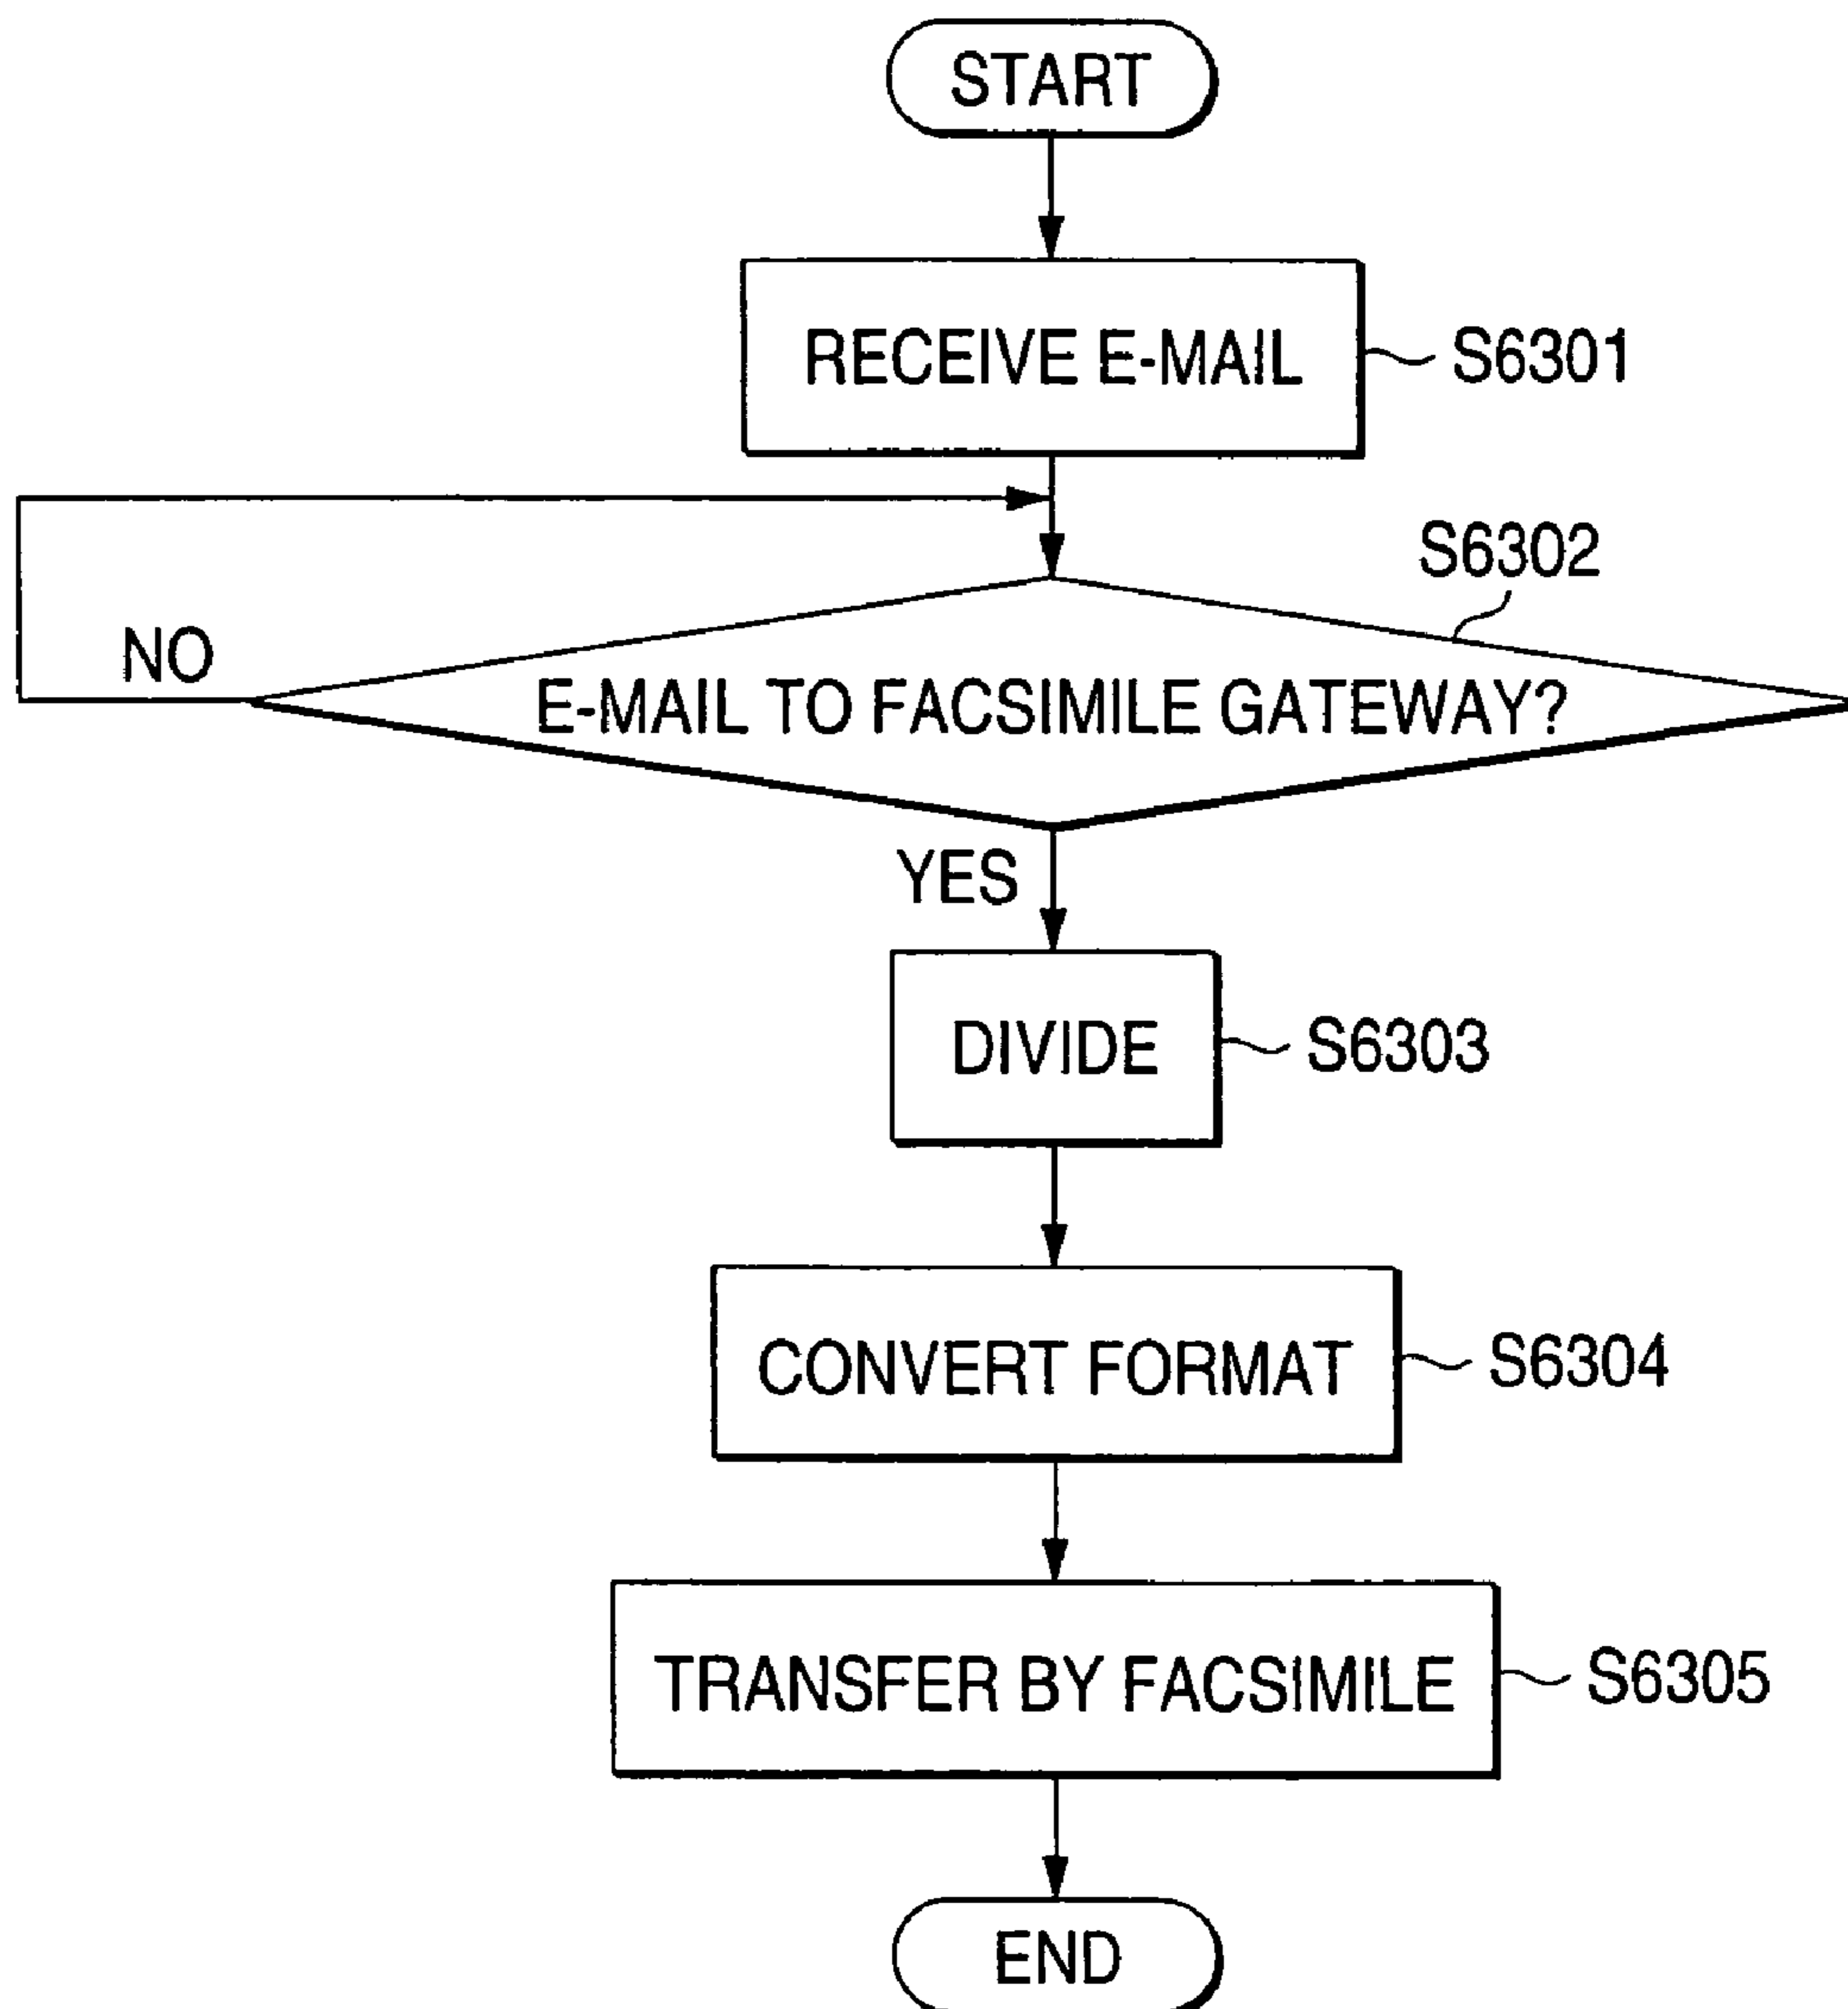 START
RECEIVE E-MAIL
S6301
S6302
NO
E-MAIL TO FACSIMILE GATEWAY?
YES
DIVIDE
S6303
CONVERT FORMAT
S6304
TRANSFER BY FACSIMILE
S6305
END